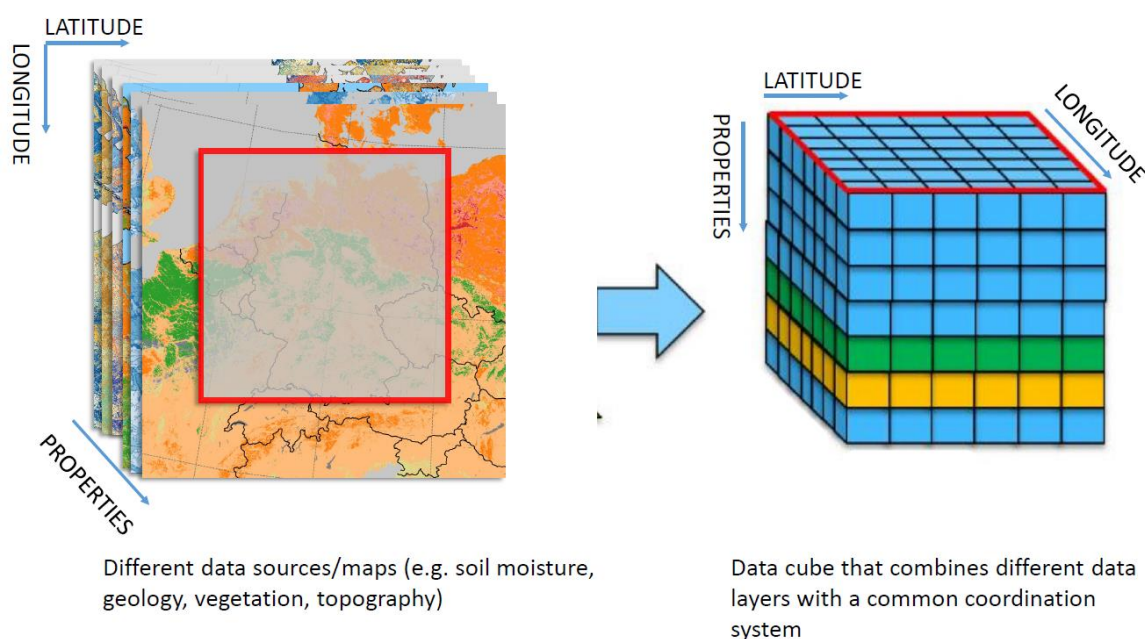 LATITUDE
LONGITUDE
PROPERTIES
LATITUDE
LONGITUDE
PROPERTIES
Different data sources/maps (e.g. soil moisture,
geology, vegetation, topography)
Data cube that combines different data
layers with a common coordination
system